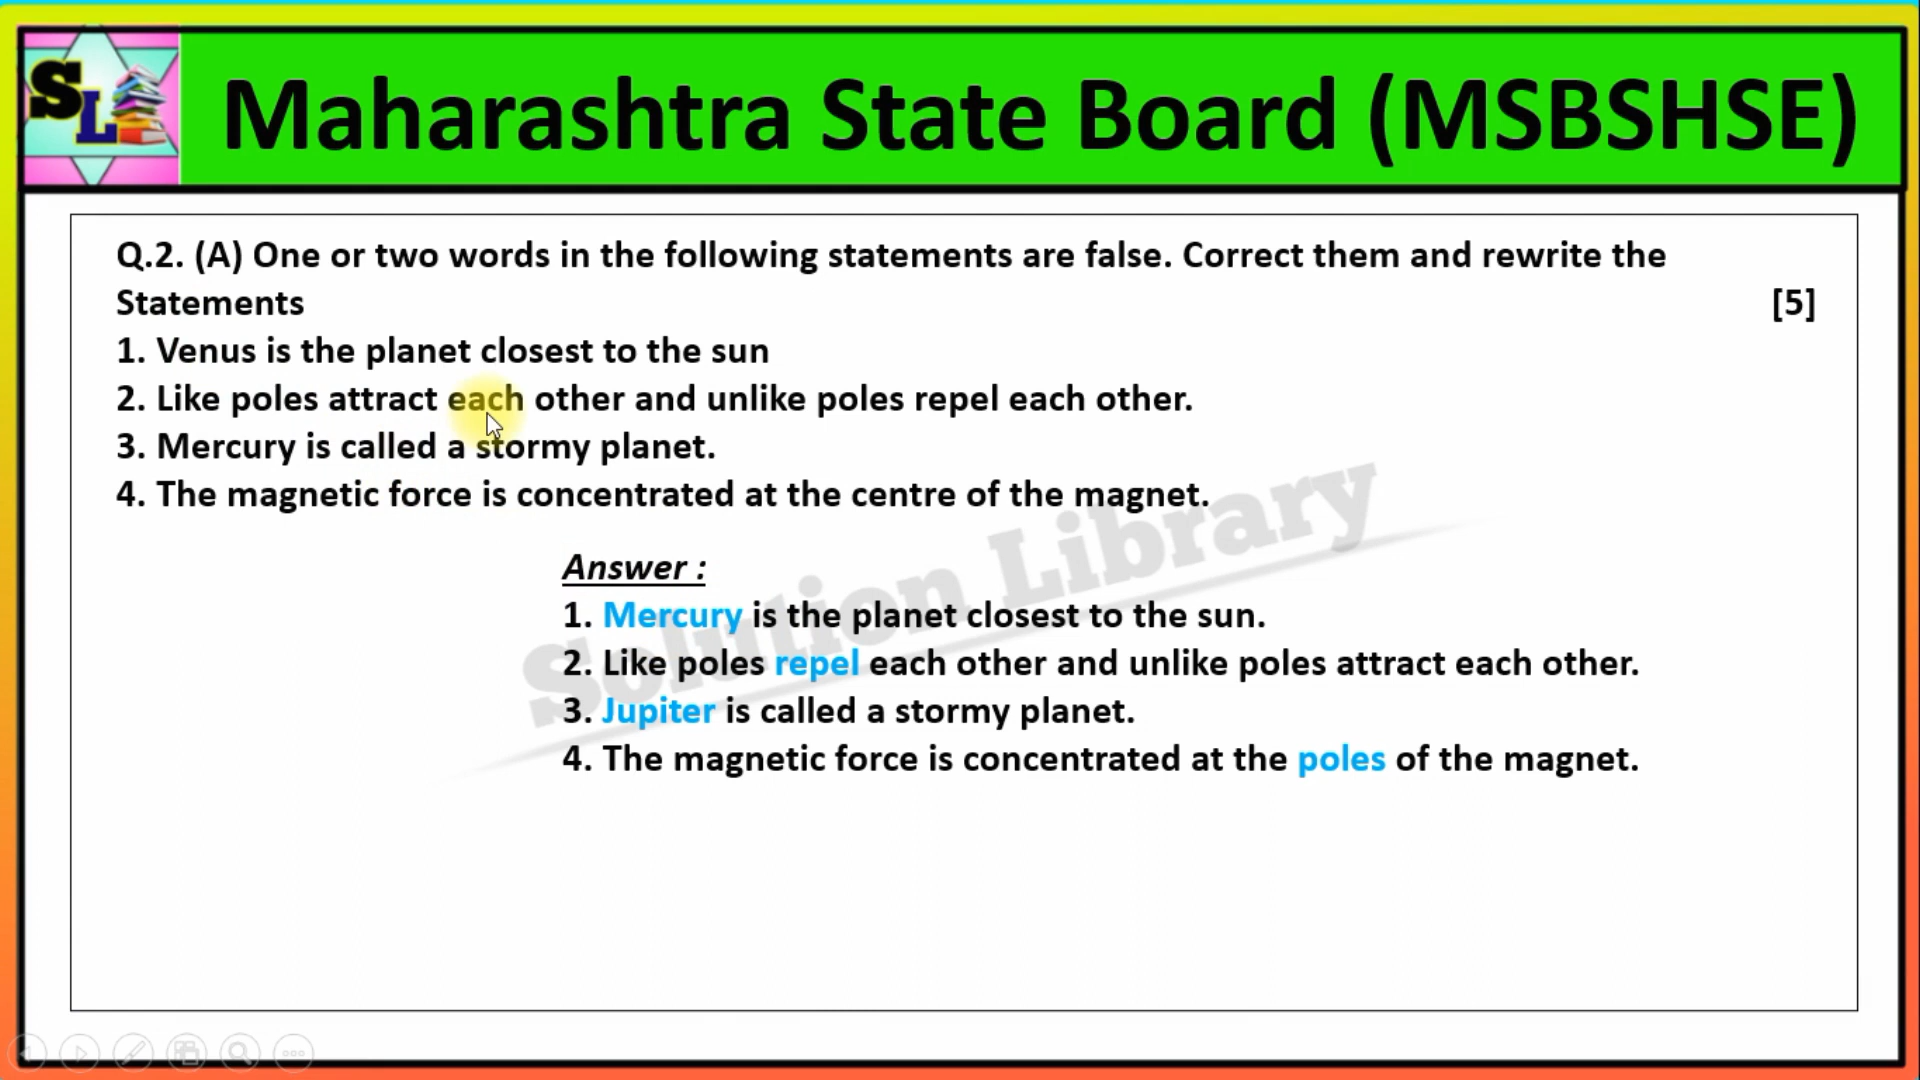 SL
Maharashtra State Board (MSBSHSE)
Q.2. (A) One or two words in the following statements are false. Correct them and rewrite the
Statements [5]
1. Venus is the planet closest to the sun
2. Like poles attract each other and unlike poles repel each other.
3. Mercury is called a stormy planet.
4. The magnetic force is concentrated at the centre of the magnet.
Solution Library
Answer :
1. Mercury is the planet closest to the sun.
2. Like poles repel each other and unlike poles attract each other.
3. Jupiter is called a stormy planet.
4. The magnetic force is concentrated at the poles of the magnet.